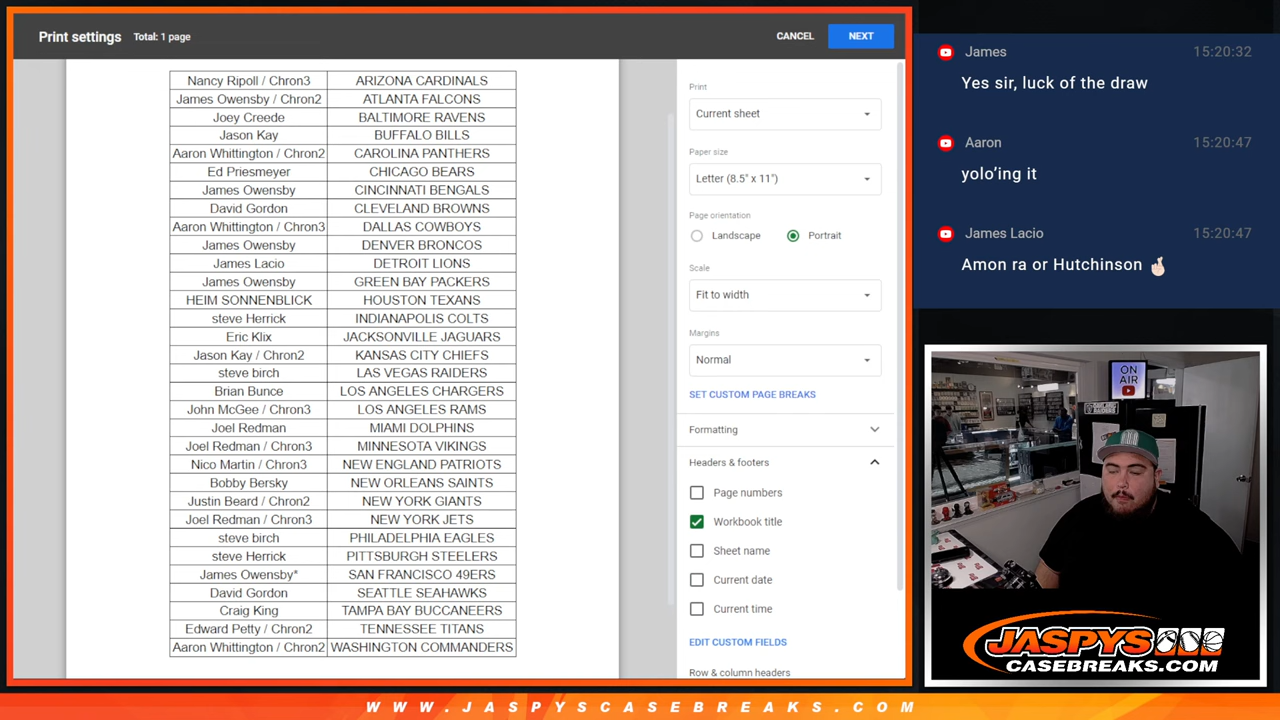 Print settings
Total: 1 page
CANCEL
NEXT
Nancy Ripoll / Chron3 ARIZONA CARDINALS
James Owensby / Chron2 ATLANTA FALCONS
Joey Creede BALTIMORE RAVENS
Jason Kay BUFFALO BILLS
Aaron Whittington / Chron2 CAROLINA PANTHERS
Ed Priesmeyer CHICAGO BEARS
James Owensby CINCINNATI BENGALS
David Gordon CLEVELAND BROWNS
Aaron Whittington / Chron3 DALLAS COWBOYS
James Owensby DENVER BRONCOS
James Lacio DETROIT LIONS
James Owensby GREEN BAY PACKERS
HEIM SONNENBLICK HOUSTON TEXANS
steve Herrick INDIANAPOLIS COLTS
Eric Klix JACKSONVILLE JAGUARS
Jason Kay / Chron2 KANSAS CITY CHIEFS
steve birch LAS VEGAS RAIDERS
Brian Bunce LOS ANGELES CHARGERS
John McGee / Chron3 LOS ANGELES RAMS
Joel Redman MIAMI DOLPHINS
Joel Redman / Chron3 MINNESOTA VIKINGS
Nico Martin / Chron3 NEW ENGLAND PATRIOTS
Bobby Bersky NEW ORLEANS SAINTS
Justin Beard / Chron2 NEW YORK GIANTS
Joel Redman / Chron3 NEW YORK JETS
steve birch PHILADELPHIA EAGLES
steve Herrick PITTSBURGH STEELERS
James Owensby* SAN FRANCISCO 49ERS
David Gordon SEATTLE SEAHAWKS
Craig King TAMPA BAY BUCCANEERS
Edward Petty / Chron2 TENNESSEE TITANS
Aaron Whittington / Chron2 WASHINGTON COMMANDERS
Print
Current sheet
Paper size
Letter (8.5" x 11")
Page orientation
Landscape
Portrait
Scale
Fit to width
Margins
Normal
SET CUSTOM PAGE BREAKS
Formatting
Headers & footers
Page numbers
Workbook title
Sheet name
Current date
Current time
EDIT CUSTOM FIELDS
Row & column headers
James 15:20:32
Yes sir, luck of the draw
Aaron 15:20:47
yolo'ing it
James Lacio 15:20:47
Amon ra or Hutchinson 🤞🏻
ON
AIR
JASPYS
CASEBREAKS.COM
WWW.JASPYSCASEBREAKS.COM